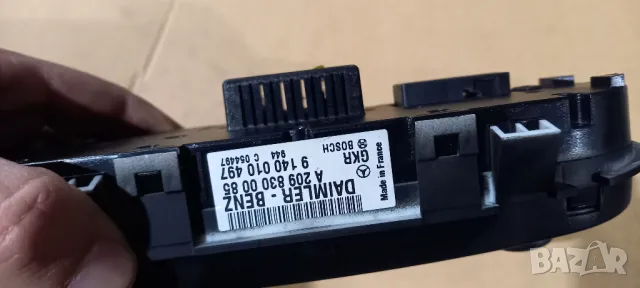 DAIMLER - BENZ
A 209 830 00 85
9 140 010 497
944 C 054497
GKR
BOSCH
Made in France
BAZAR